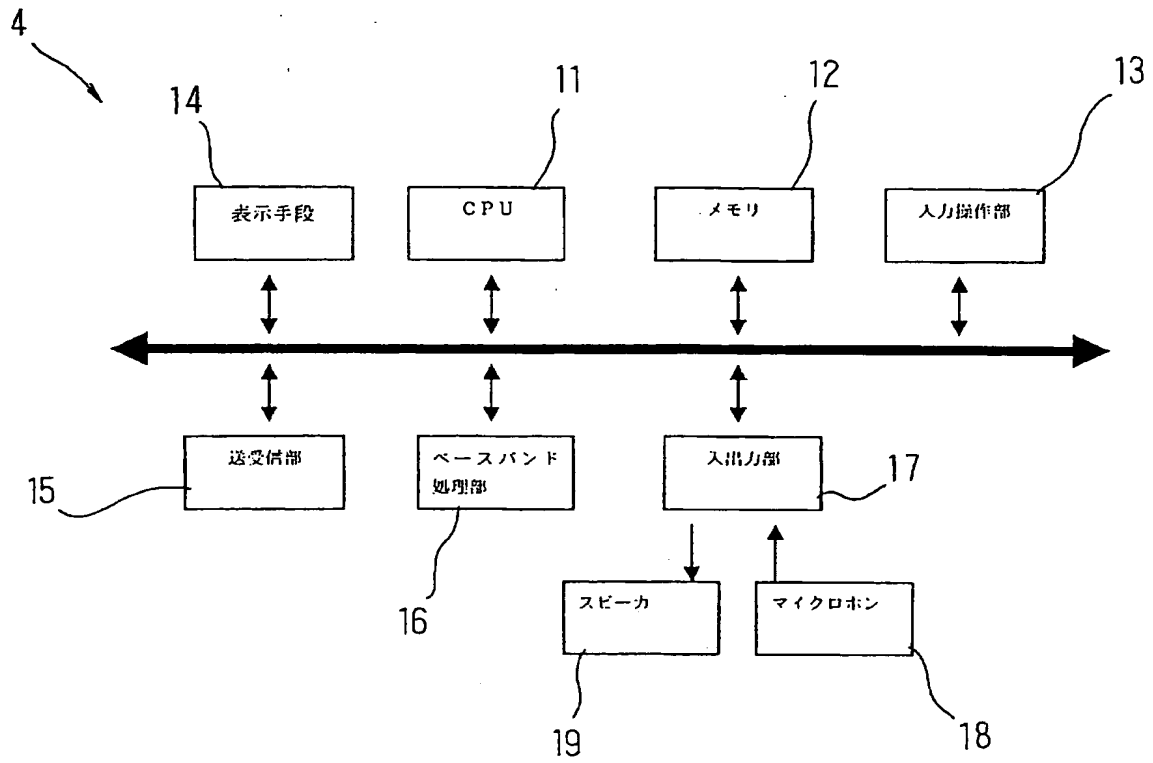 4
14
11
12
13
表示手段
CPU
メモリ
入力操作部
送受信部
ベースバンド
処理部
入出力部
15
17
16
スピーカ
マイクロホン
19
18